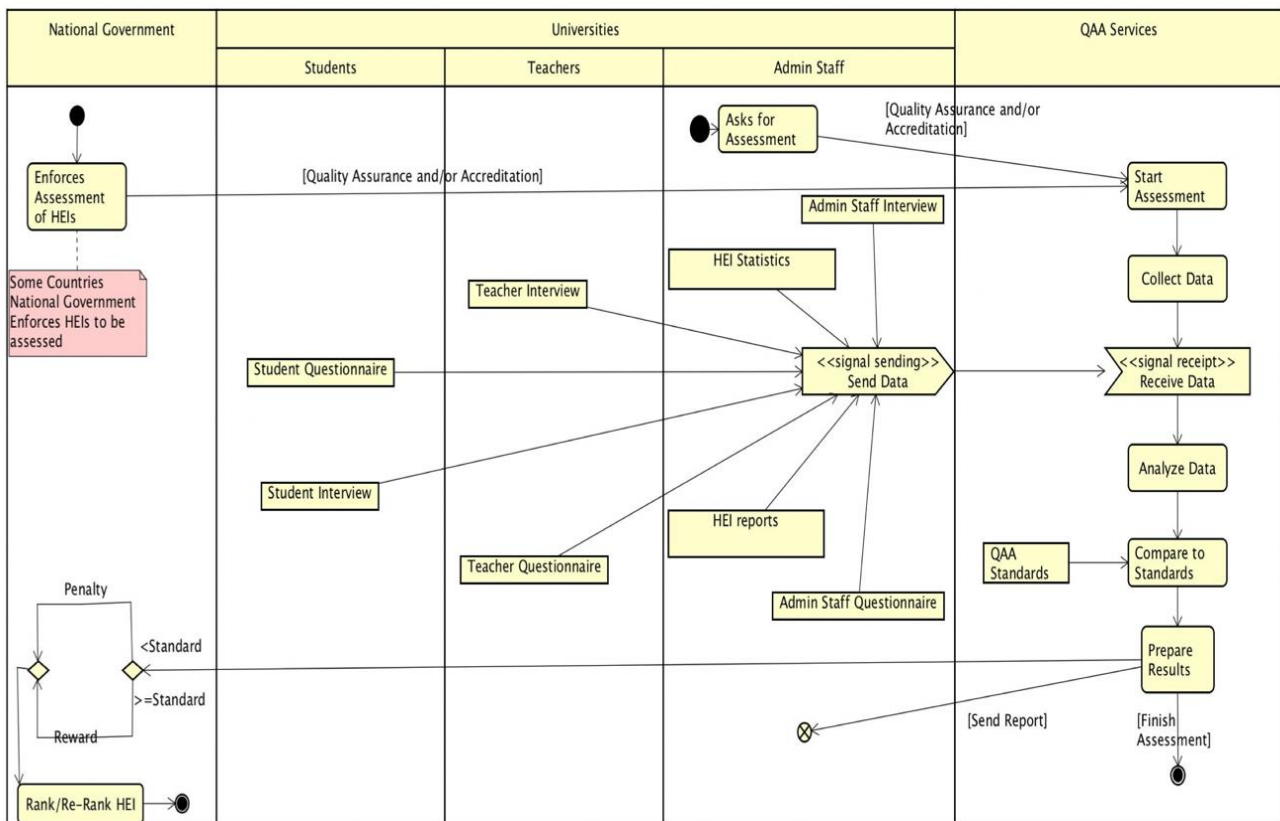 National Government
Universities
QAA Services
Students
Teachers
Admin Staff
Asks for
Assessment
[Quality Assurance and/or
Accreditation]
Enforces
Assessment
of HEIs
[Quality Assurance and/or Accreditation]
Start
Assessment
Admin Staff Interview
Some Countries
National Government
Enforces HEIs to be
assessed
HEI Statistics
Teacher Interview
Collect Data
Student Questionnaire
<<signal sending>>
Send Data
<<signal receipt>>
Receive Data
Analyze Data
Student Interview
HEI reports
Teacher Questionnaire
QAA
Standards
Compare to
Standards
Admin Staff Questionnaire
Penalty
<Standard
>=Standard
Reward
Prepare
Results
[Send Report]
[Finish
Assessment]
Rank/Re-Rank HEI